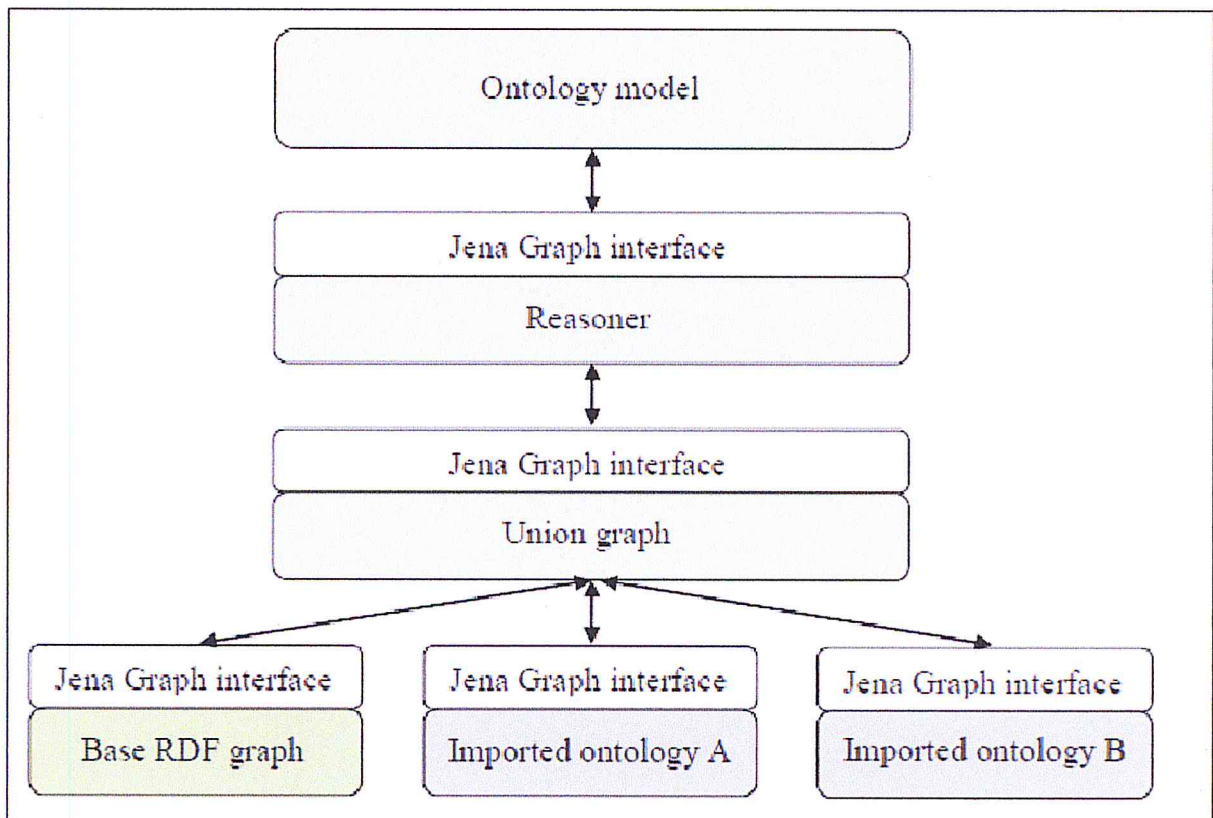 Ontology model
Jena Graph interface
Reasoner
Jena Graph interface
Union graph
Jena Graph interface
Base RDF graph
Jena Graph interface
Imported ontology A
Jena Graph interface
Imported ontology B